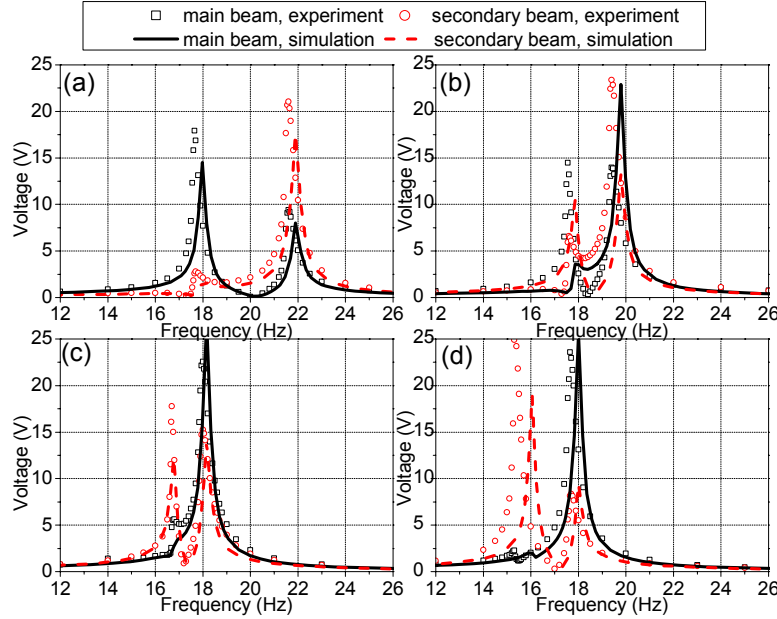 main beam, experiment secondary beam, experiment
main beam, simulation secondary beam, simulation
(a)
25
20
15
10
5
0
Voltage (V)
12 14 16 18 20 22 24 26
Frequency (Hz)
(b)
25
20
15
10
5
0
Voltage (V)
12 14 16 18 20 22 24 26
Frequency (Hz)
(c)
20
15
10
5
0
Voltage (V)
12 14 16 18 20 22 24 26
Frequency (Hz)
(d)
20
15
10
5
0
Voltage (V)
12 14 16 18 20 22 24 26
Frequency (Hz)